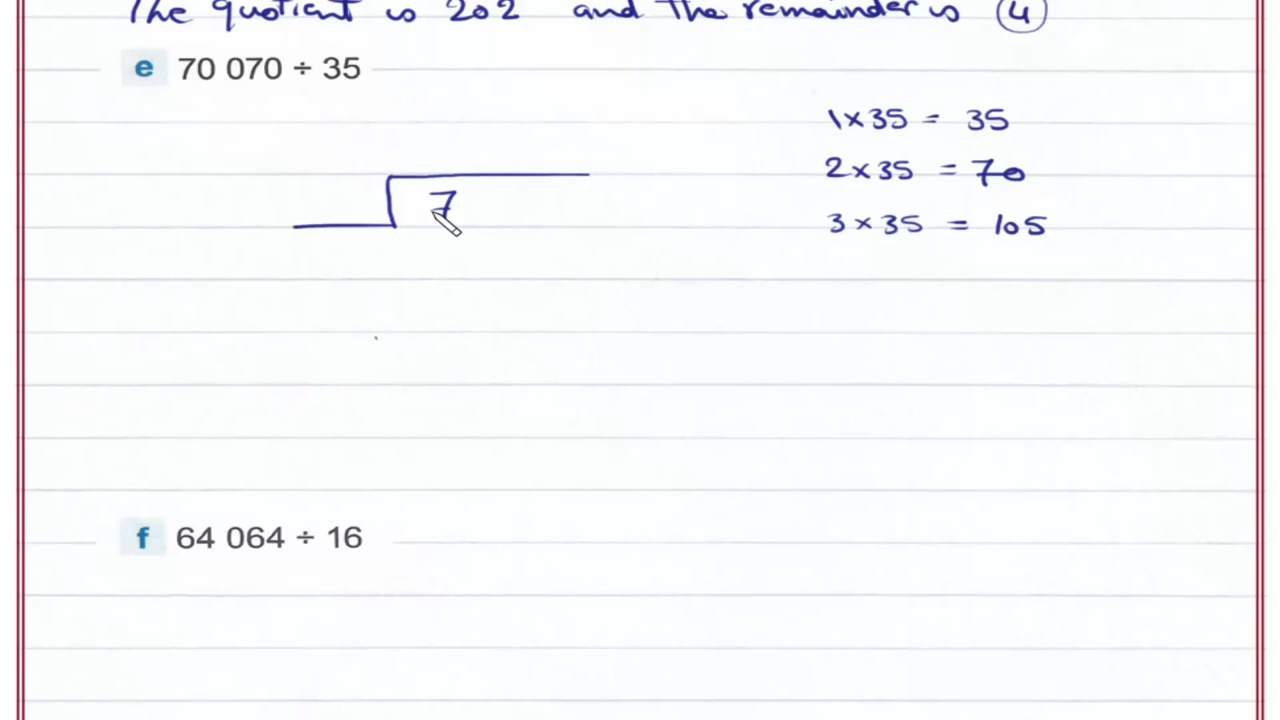 The quotient is 202 and the remainder is 4
e 70 070 ÷ 35
1 × 35 = 35
2 × 35 = 70
3 × 35 = 105
7
f 64 064 ÷ 16